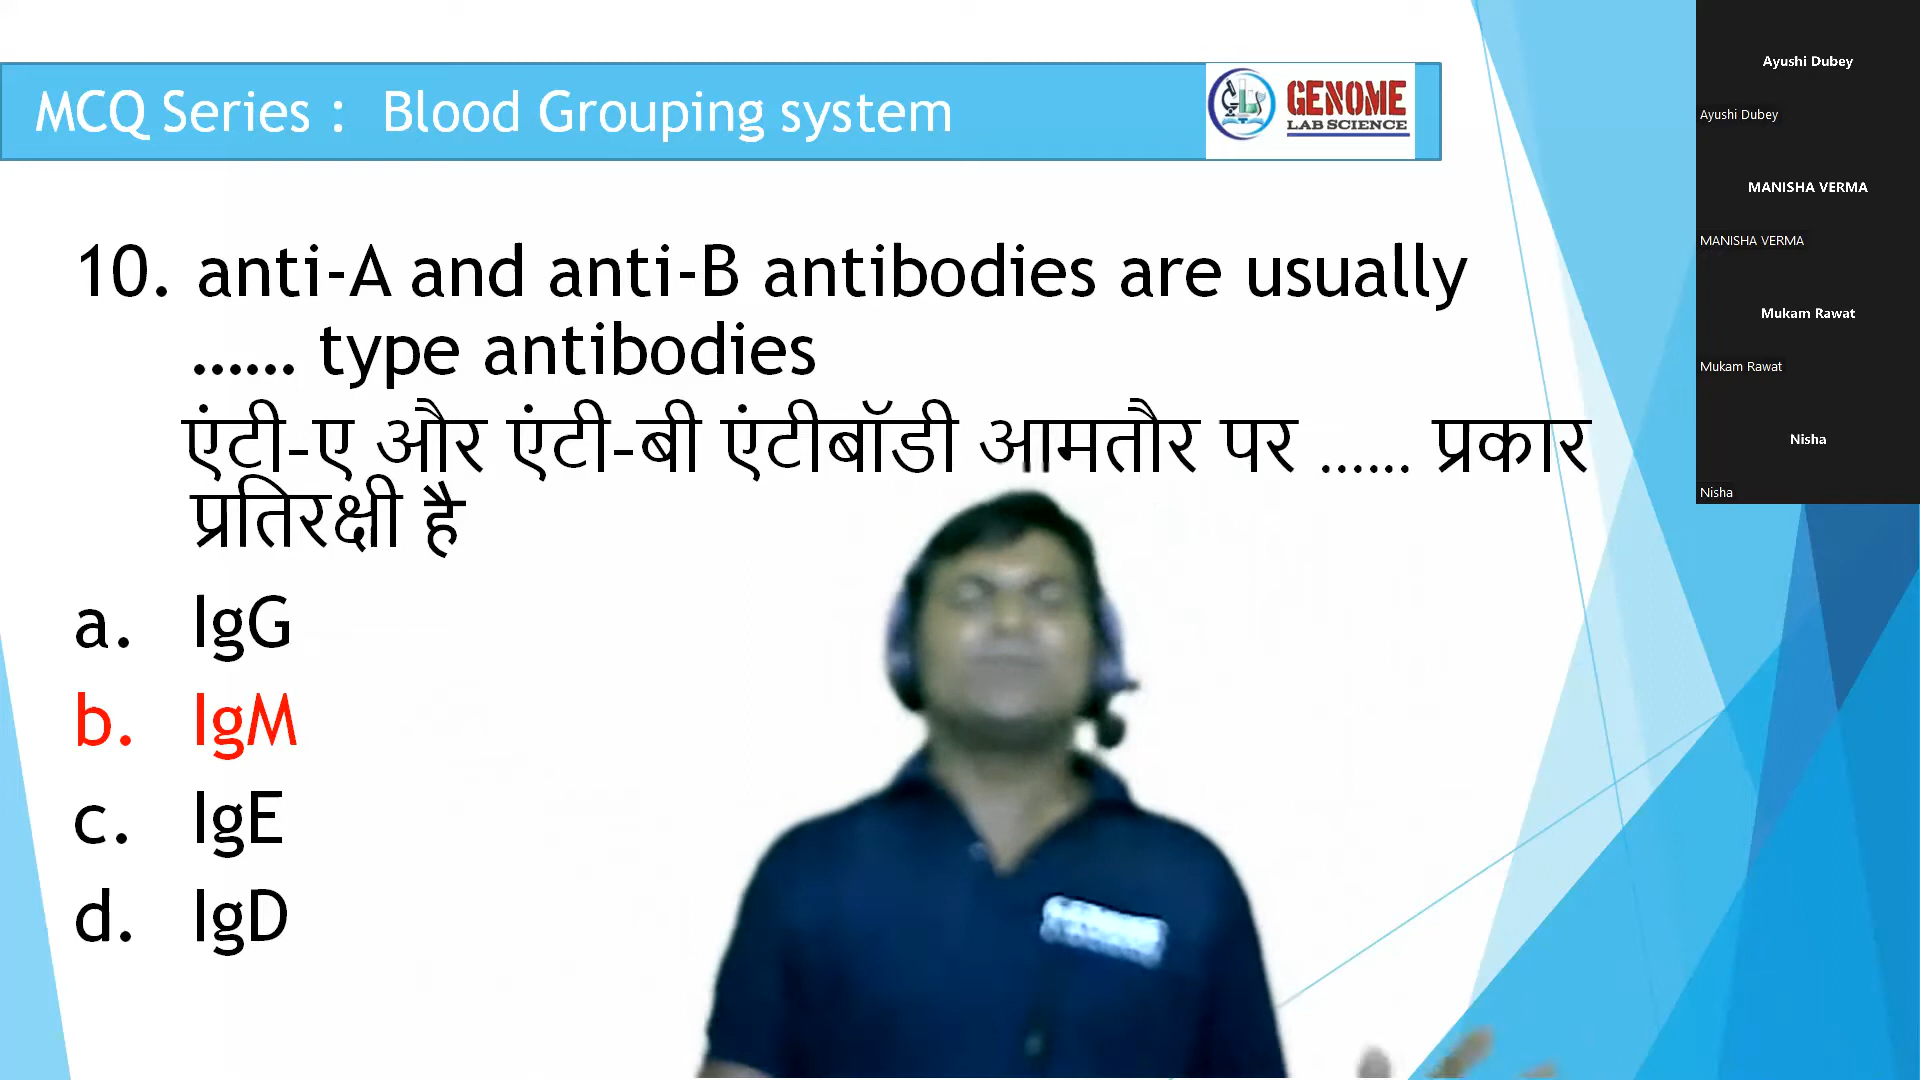 MCQ Series : Blood Grouping system
GENOME
LAB SCIENCE
10. anti-A and anti-B antibodies are usually
...... type antibodies
एंटी-ए और एंटी-बी एंटीबॉडी आमतौर पर ...... प्रकार
प्रतिरक्षी है
a. IgG
b. IgM
c. IgE
d. IgD
Ayushi Dubey
Ayushi Dubey
MANISHA VERMA
MANISHA VERMA
Mukam Rawat
Mukam Rawat
Nisha
Nisha